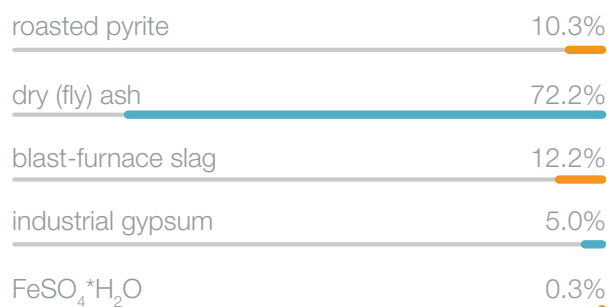 roasted pyrite 10.3%
dry (fly) ash 72.2%
blast-furnace slag 12.2%
industrial gypsum 5.0%
FeSO₄*H₂O 0.3%